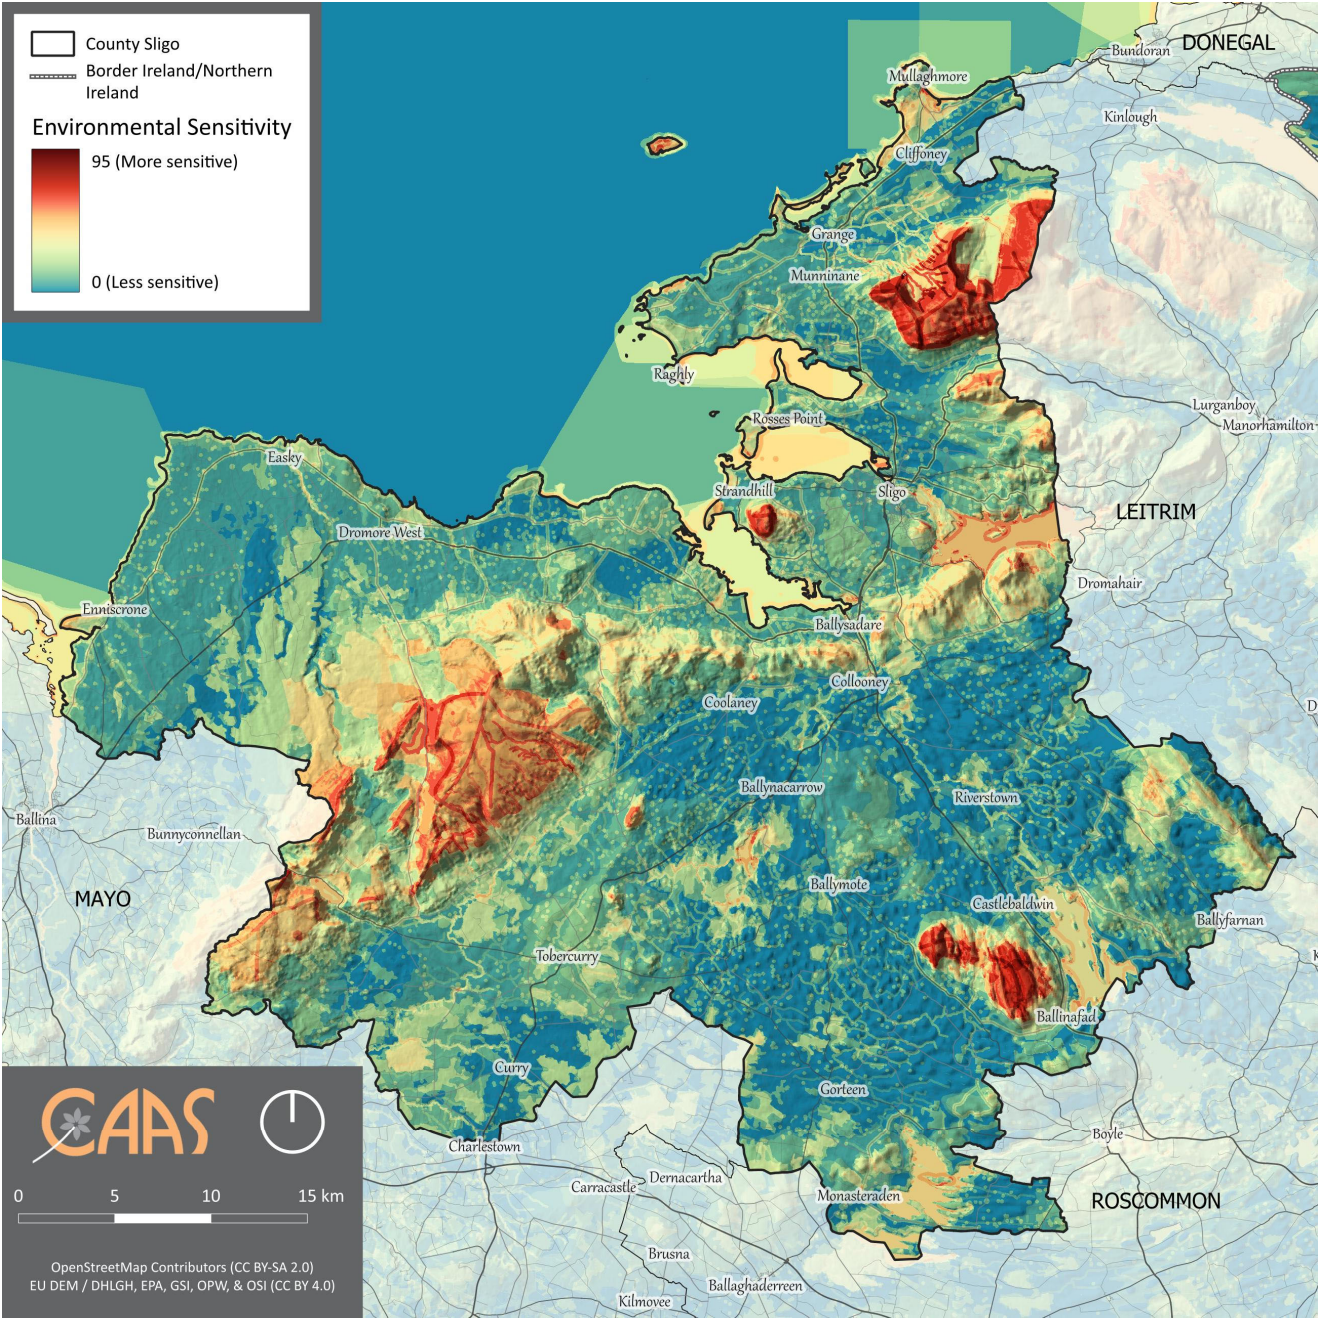 County Sligo
Border Ireland/Northern
Ireland
Environmental Sensitivity
95 (More sensitive)
0 (Less sensitive)
DONEGAL
Bundoran
Mullaghmore
Kinlough
Cliffoney
Grange
Munninane
Raghly
Lurganboy
Manorhamilton
Rosses Point
Easky
Strandhill
Sligo
LEITRIM
Dromore West
Dromahair
Enniscrone
Ballysadare
Collooney
Coolaney
D
Ballynacarrow
Riverstown
Ballina
Bunnyconnellan
MAYO
Ballymote
Castlebaldwin
Ballyfarnan
Tobercurry
K
Ballinafad
Curry
Gorteen
Boyle
Charlestown
Carracastle
Dernacartha
Monasteraden
ROSCOMMON
Brusna
Ballaghaderreen
Kilmovee
CAAS
0 5 10 15 km
OpenStreetMap Contributors (CC BY-SA 2.0)
EU DEM / DHLGH, EPA, GSI, OPW, & OSI (CC BY 4.0)